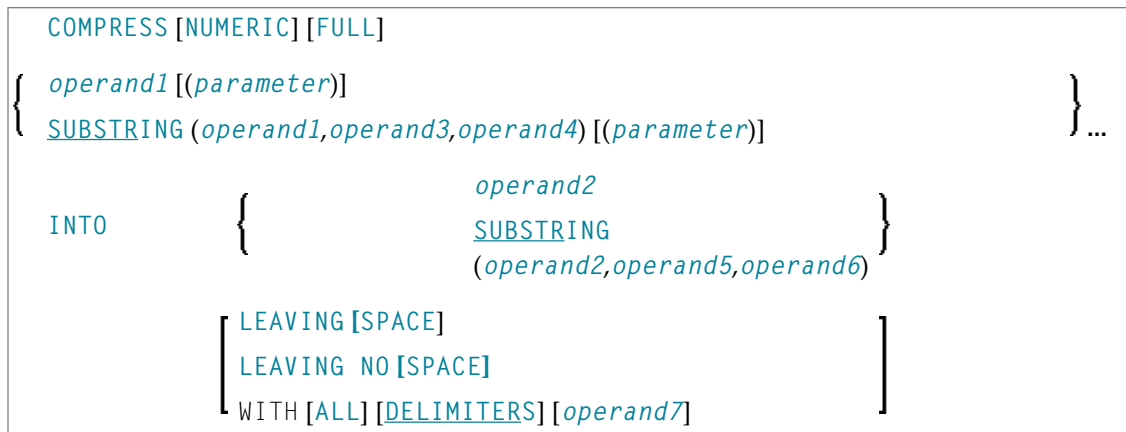 COMPRESS [NUMERIC] [FULL]
operand1 [(parameter)]
SUBSTRING (operand1,operand3,operand4) [(parameter)]
...
operand2
INTO
SUBSTRING
(operand2,operand5,operand6)
LEAVING [SPACE]
LEAVING NO [SPACE]
WITH [ALL] [DELIMITERS] [operand7]